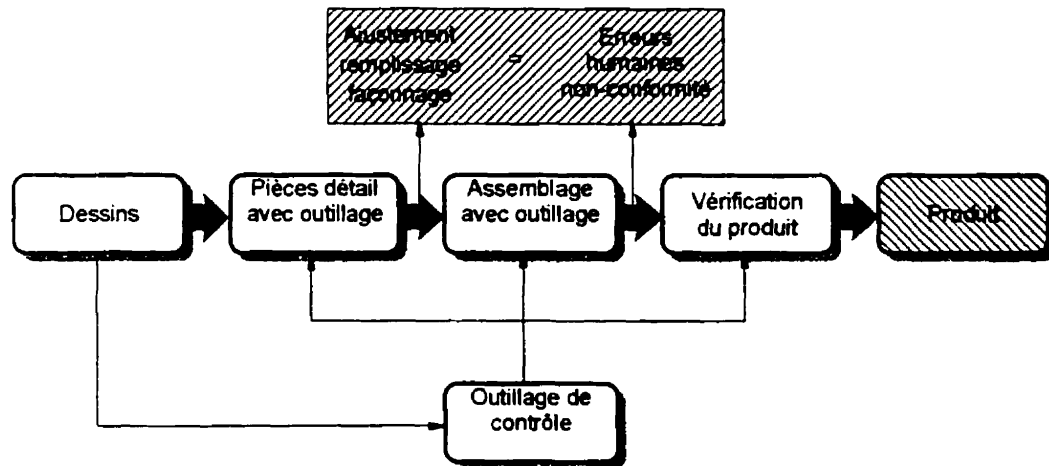 Ajustement
remplissage
façonnage
=
Erreurs
humaines
non-conformité
Dessins
Pièces détail
avec outillage
Assemblage
avec outillage
Vérification
du produit
Produit
Outillage de
contrôle